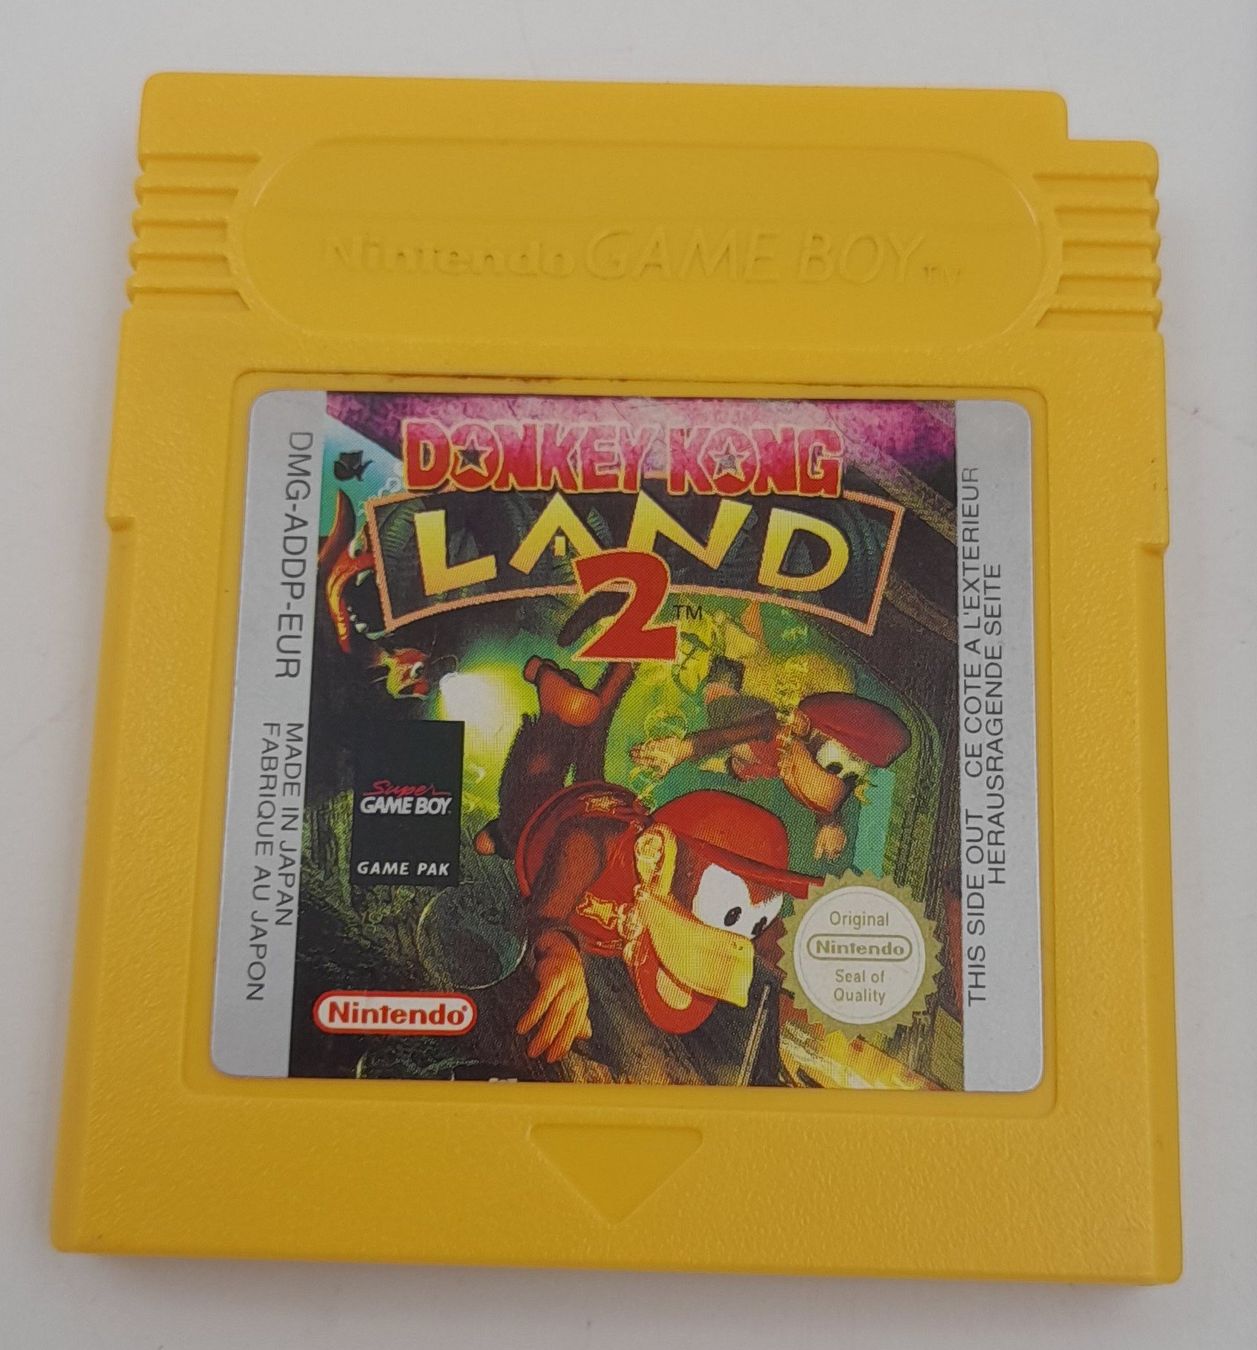 Nintendo GAME BOY TM
DONKEY KONG
LAND
2 TM
DMG-ADDP-EUR
MADE IN JAPAN
FABRIQUE AU JAPON
Super
GAME BOY
GAME PAK
Nintendo
Original
Nintendo
Seal of
Quality
THIS SIDE OUT CE COTE A L'EXTERIEUR
HERAUSRAGENDE SEITE